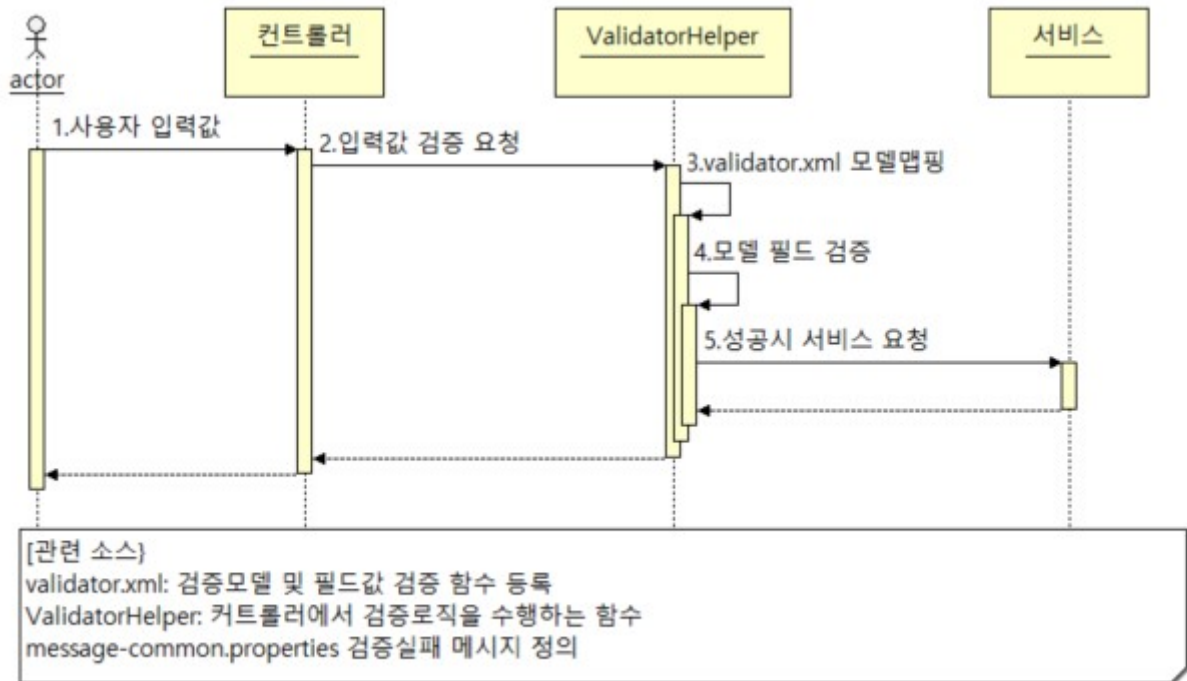 컨트롤러
ValidatorHelper
서비스
actor
1.사용자 입력값
2.입력값 검증 요청
3.validator.xml 모델맵핑
4.모델 필드 검증
5.성공시 서비스 요청
[관련 소스}
validator.xml: 검증모델 및 필드값 검증 함수 등록
ValidatorHelper: 커트롤러에서 검증로직을 수행하는 함수
message-common.properties 검증실패 메시지 정의